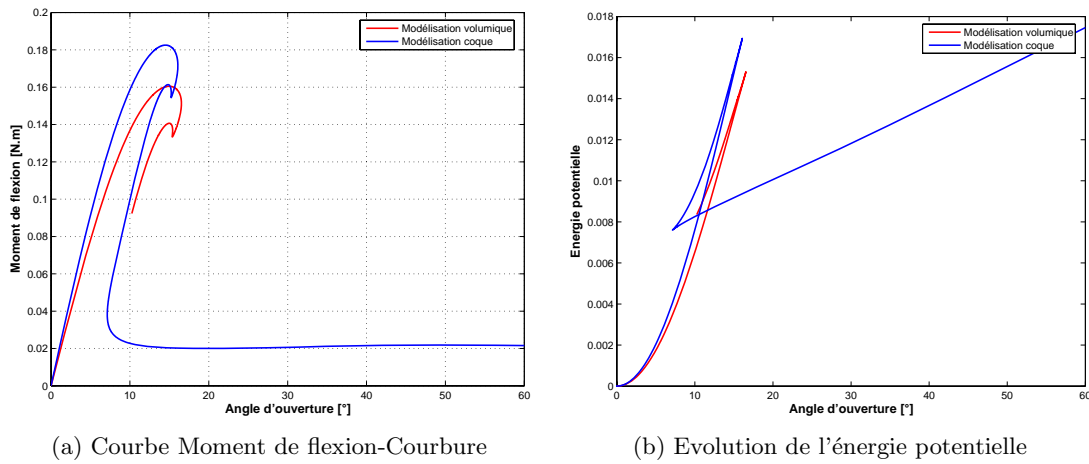 0.2
0.18
0.16
0.14
0.12
0.1
0.08
0.06
0.04
0.02
0
Moment de flexion [N.m]
0 10 20 30 40 50 60
Angle d'ouverture [°]
Modélisation volumique
Modélisation coque
(a) Courbe Moment de flexion-Courbure
0.018
0.016
0.014
0.012
0.01
0.008
0.006
0.004
0.002
0
Energie potentielle
0 10 20 30 40 50 60
Angle d'ouverture [°]
Modélisation volumique
Modélisation coque
(b) Evolution de l'énergie potentielle